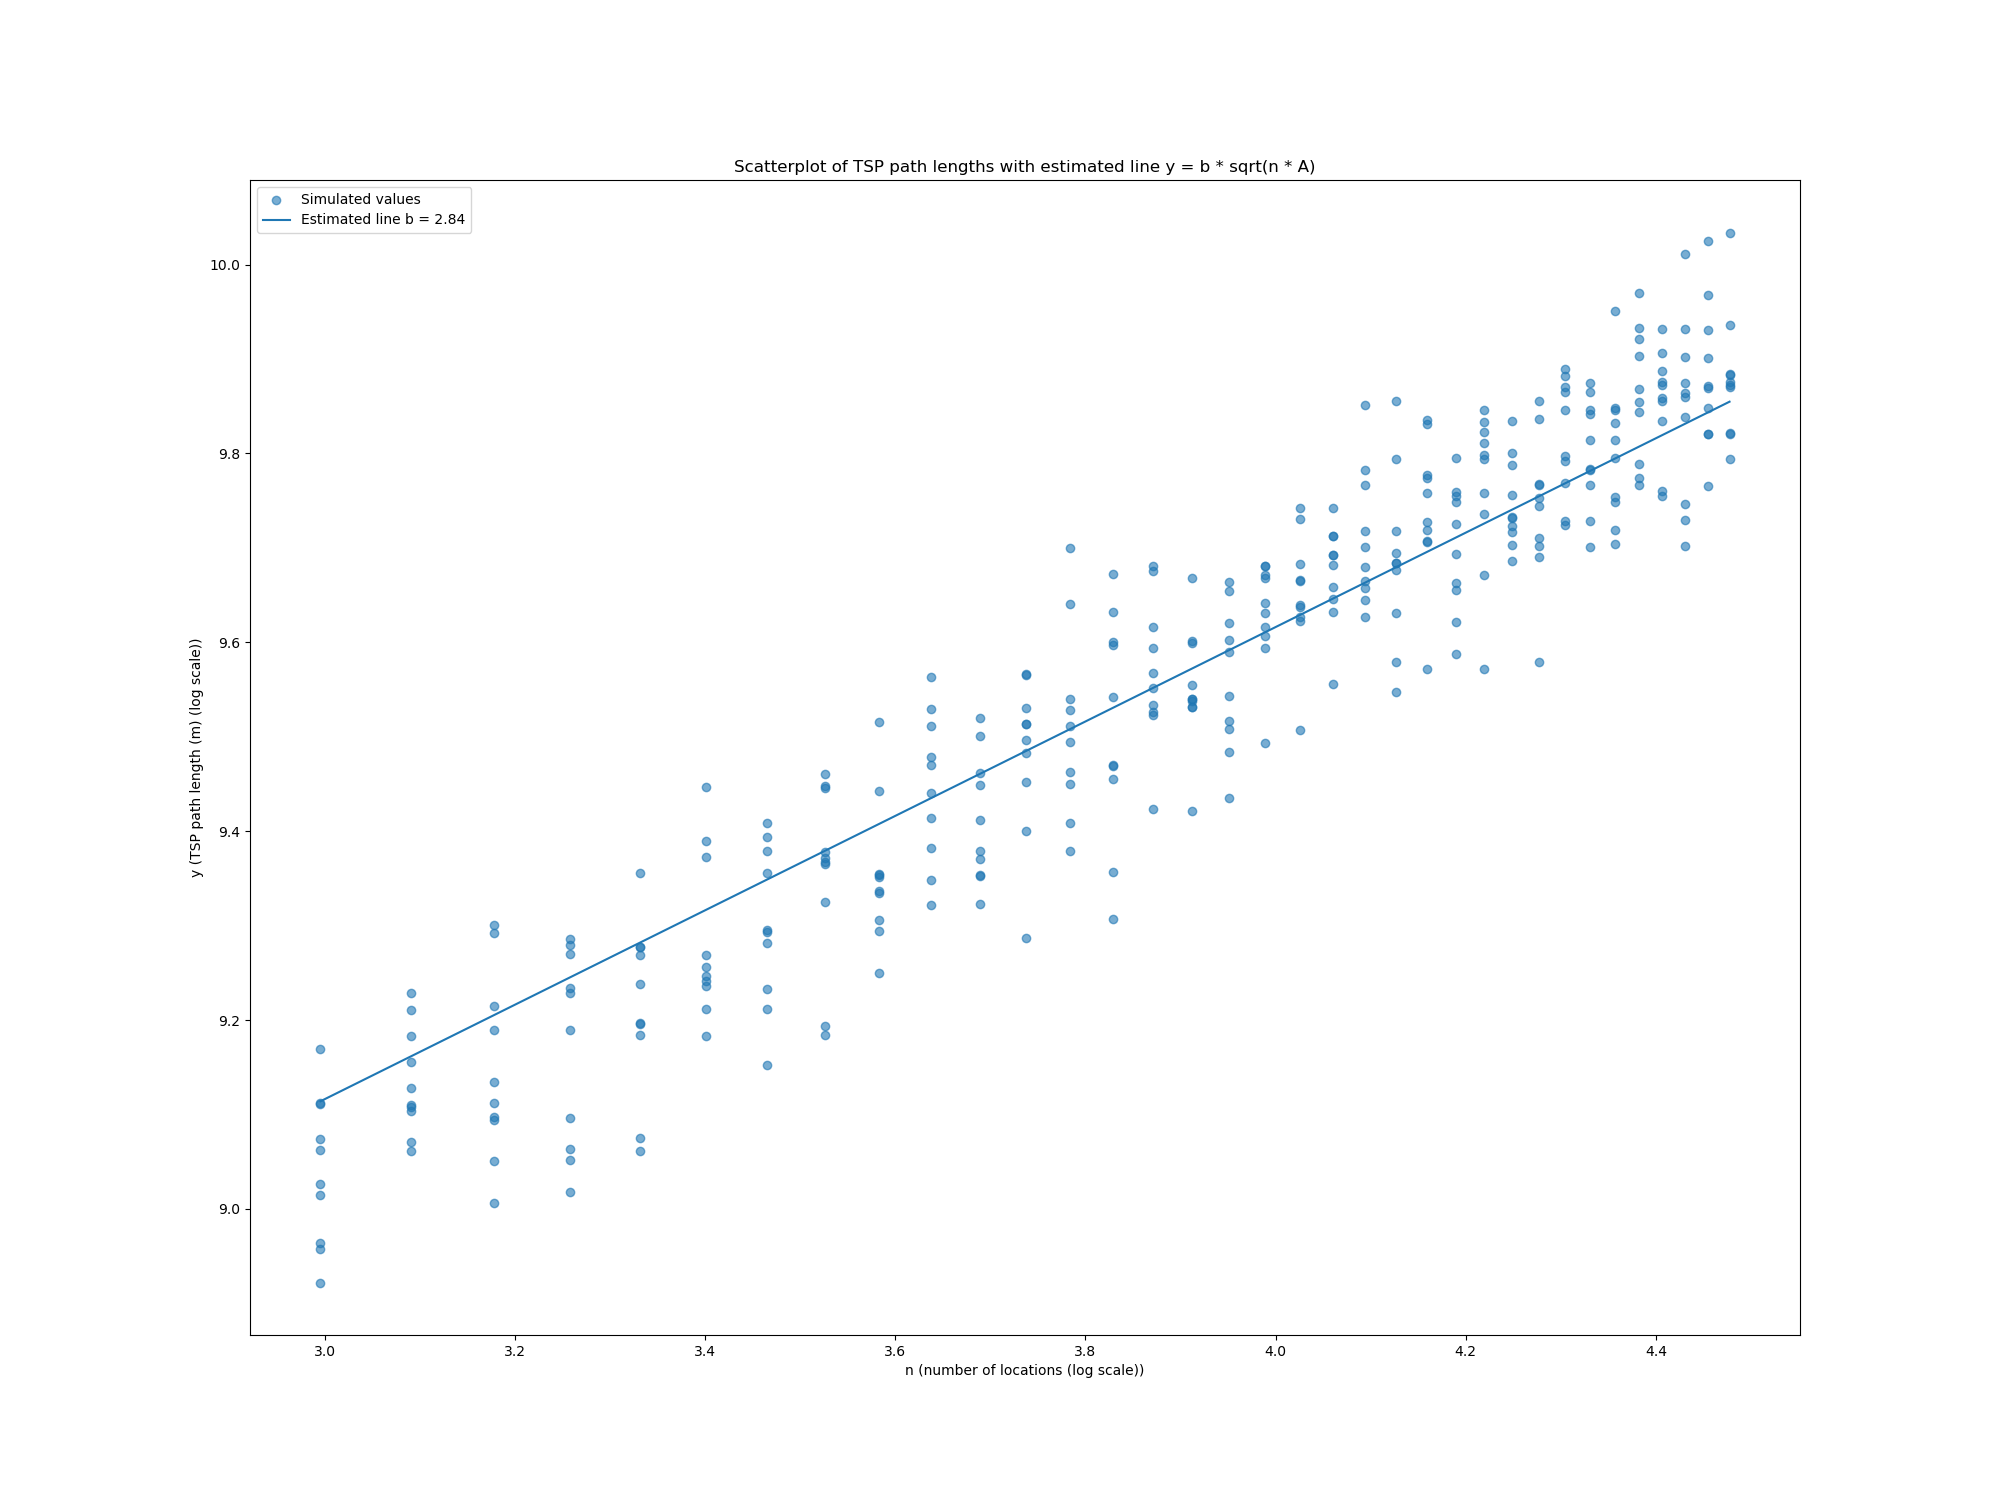 Scatterplot of TSP path lengths with estimated line y = b * sqrt(n * A)
Simulated values
Estimated line b = 2.84
10.0
9.8
9.6
9.4
9.2
9.0
y (TSP path length (m) (log scale))
3.0 3.2 3.4 3.6 3.8 4.0 4.2 4.4
n (number of locations (log scale))